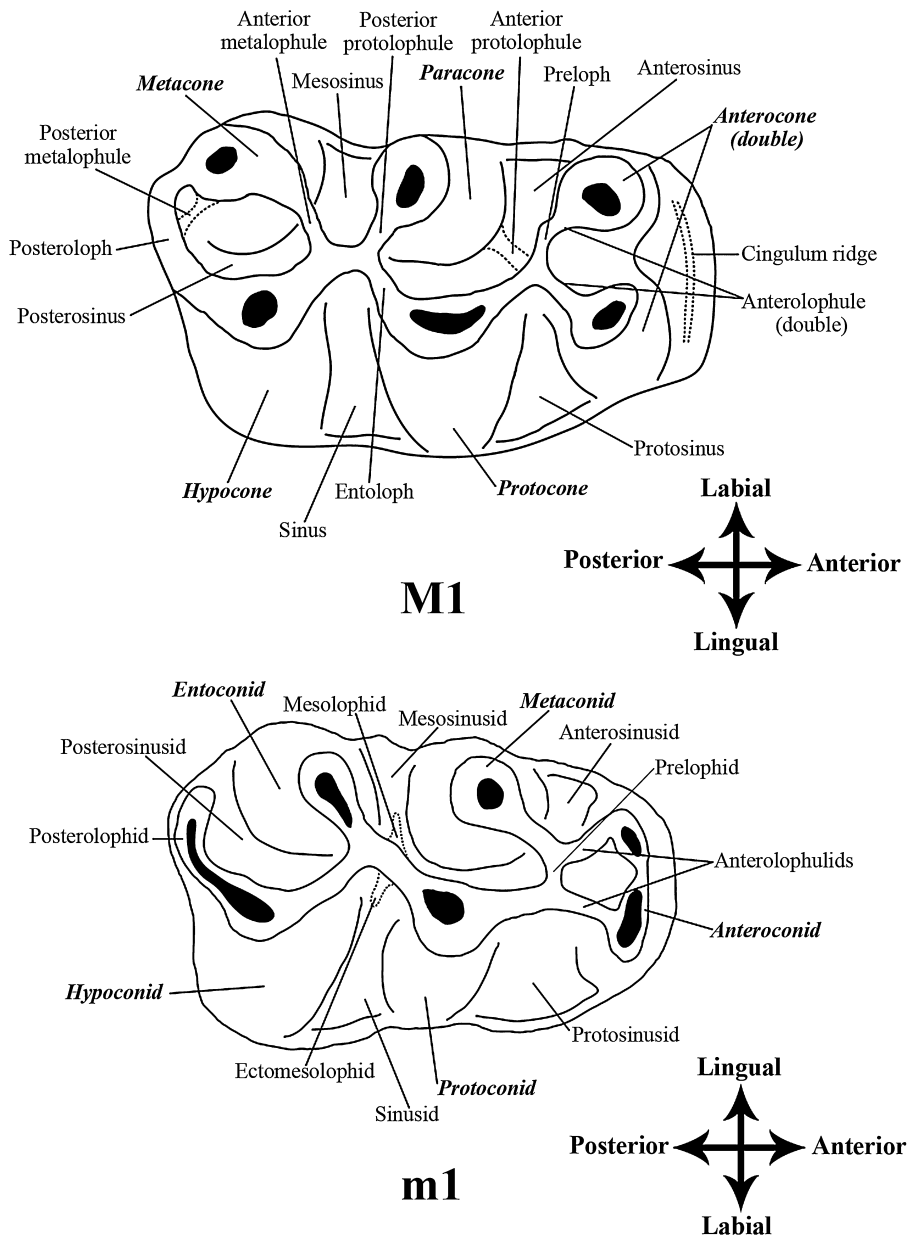 Anterior
metalophule
Posterior
protolophule
Anterior
protolophule
Metacone
Mesosinus
Paracone
Preloph
Anterosinus
Posterior
metalophule
Anterocone
(double)
Posteroloph
Cingulum ridge
Posterosinus
Anterolophule
(double)
Protosinus
Hypocone
Entoloph
Protocone
Sinus
Labial
Posterior
Anterior
Lingual
M1
Entoconid
Mesolophid
Metaconid
Mesosinusid
Anterosinusid
Posterosinusid
Prelophid
Posterolophid
Anterolophulids
Anteroconid
Hypoconid
Protosinusid
Ectomesolophid
Protoconid
Sinusid
Lingual
Posterior
Anterior
Labial
m1